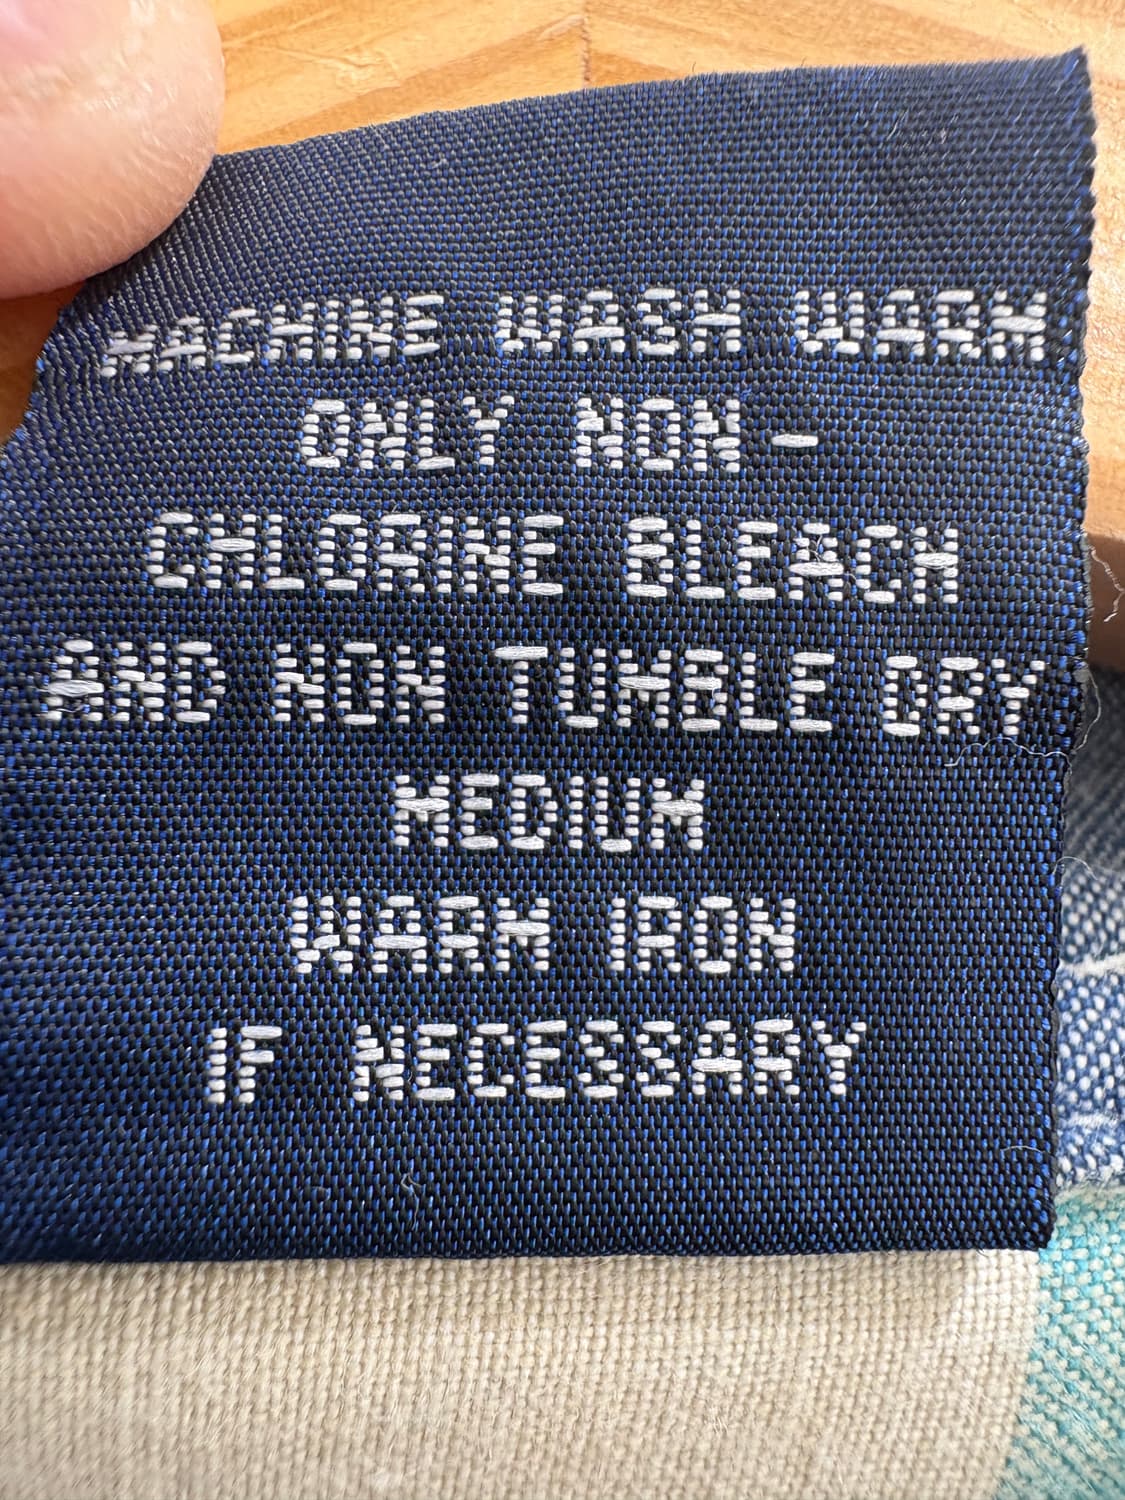 MACHINE WASH WARM
ONLY NON-
CHLORINE BLEACH
AND NON TUMBLE DRY
MEDIUM
WARM IRON
IF NECESSARY